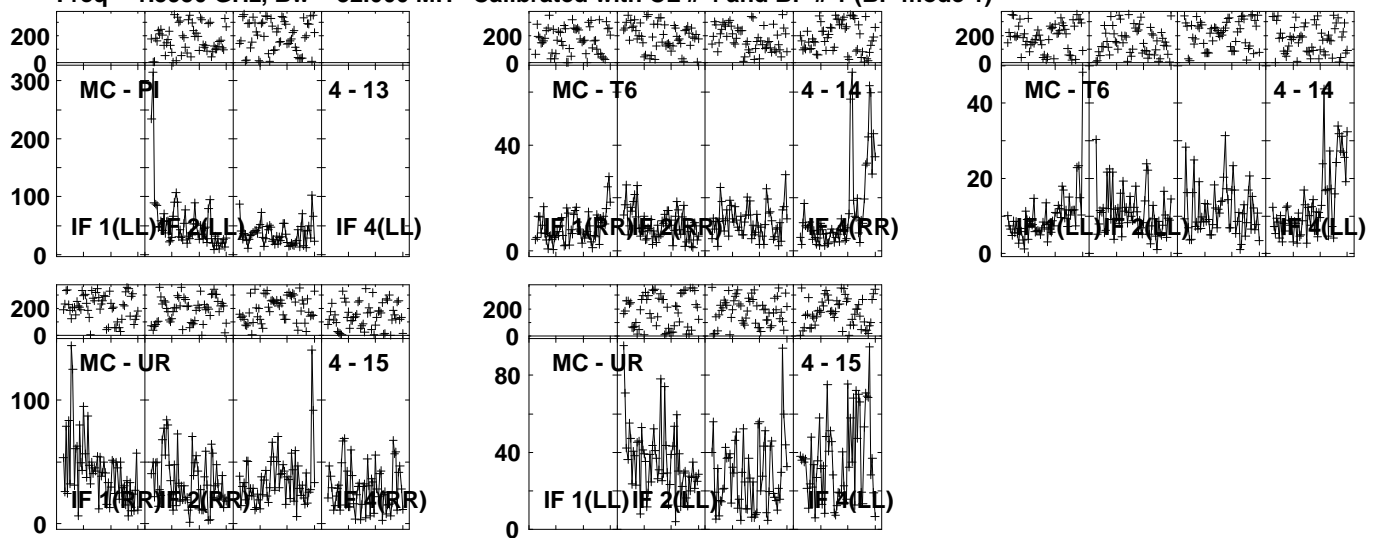 200
0
300
200
100
0
MC - PI 4 - 13
IF 1(LL) IF 2(LL) IF 4(LL)
200
0
40
0
MC - T6 4 - 14
IF 1(RR) IF 2(RR) IF 4(RR)
200
0
40
20
0
MC - T6 4 - 14
IF 1(LL) IF 2(LL) IF 4(LL)
200
0
100
0
MC - UR 4 - 15
IF 1(RR) IF 2(RR) IF 4(RR)
200
0
80
40
0
MC - UR 4 - 15
IF 1(LL) IF 2(LL) IF 4(LL)